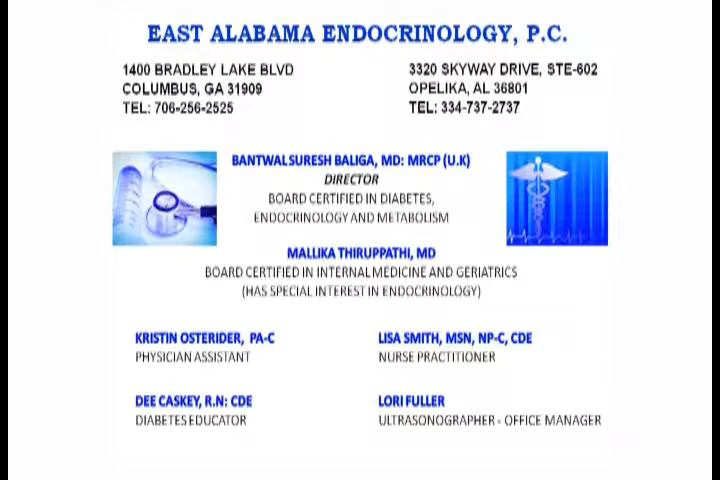 EAST ALABAMA ENDOCRINOLOGY, P.C.
1400 BRADLEY LAKE BLVD
COLUMBUS, GA 31909
TEL: 706-256-2525
3320 SKYWAY DRIVE, STE-602
OPELIKA, AL 36801
TEL: 334-737-2737
BANTWAL SURESH BALIGA, MD: MRCP (U.K)
DIRECTOR
BOARD CERTIFIED IN DIABETES,
ENDOCRINOLOGY AND METABOLISM
MALLIKA THIRUPPATHI, MD
BOARD CERTIFIED IN INTERNAL MEDICINE AND GERIATRICS
(HAS SPECIAL INTEREST IN ENDOCRINOLOGY)
KRISTIN OSTERIDER, PA-C
PHYSICIAN ASSISTANT
LISA SMITH, MSN, NP-C, CDE
NURSE PRACTITIONER
DEE CASKEY, R.N: CDE
DIABETES EDUCATOR
LORI FULLER
ULTRASONOGRAPHER - OFFICE MANAGER